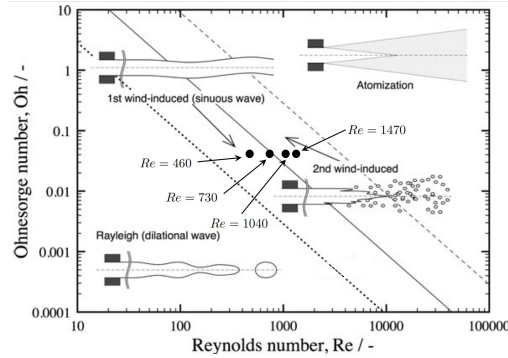 Ohnesorge number, Oh / -
10
1
0.1
0.01
0.001
0.0001
1st wind-induced (sinuous wave)
Atomization
Re = 1470
Re = 460
2nd wind-induced
Re = 730
Re = 1040
Rayleigh (dilational wave)
10
100
1000
10000
100000
Reynolds number, Re / -